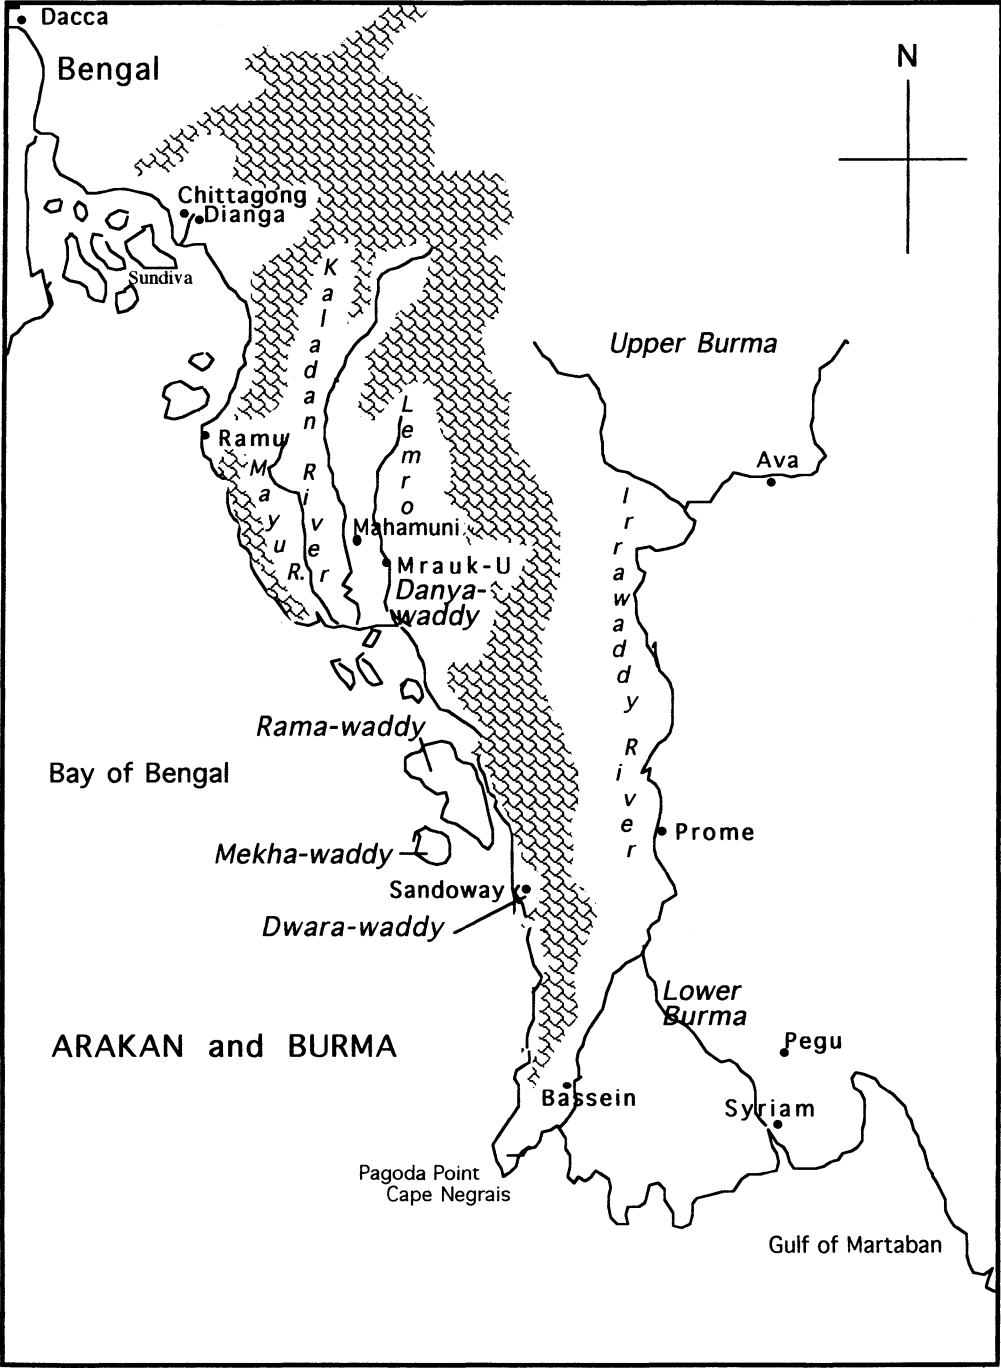 Dacca
Bengal
N
Chittagong
Dianga
Sundiva
Kaladan River
Upper Burma
Lemro
Ramu
Mayu R.
Ava
Irrawaddy River
Mahamuni
Mrauk-U
Danya-
waddy
Rama-waddy
Bay of Bengal
Prome
Mekha-waddy
Sandoway
Dwara-waddy
Lower
Burma
ARAKAN and BURMA
Pegu
Bassein
Syriam
Pagoda Point
Cape Negrais
Gulf of Martaban